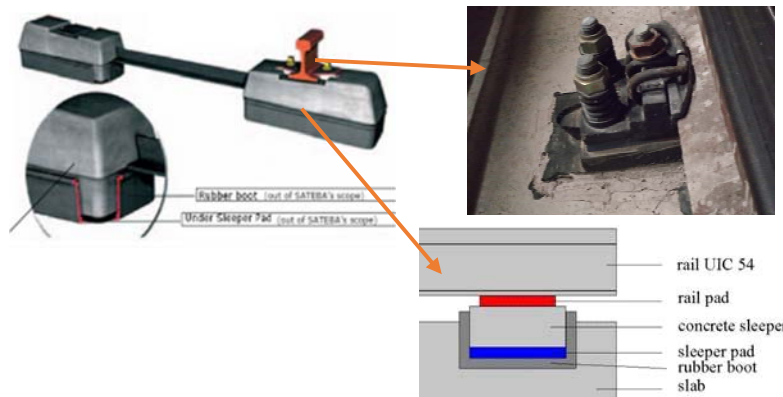 Rubber boot (out of SATEBA's scope)
Under Sleeper Pad (out of SATEBA's scope)
rail UIC 54
rail pad
concrete sleeper
sleeper pad
rubber boot
slab